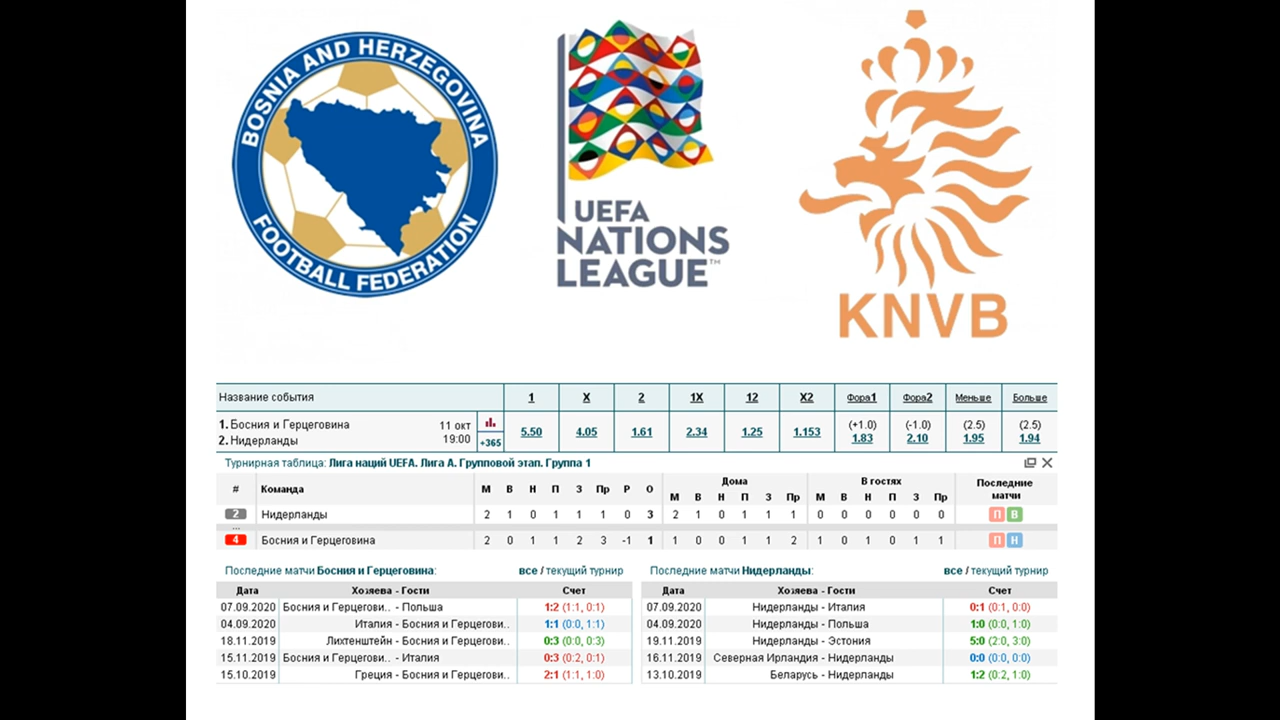 BOSNIA AND HERZEGOVINA
FOOTBALL FEDERATION
UEFA
NATIONS
LEAGUE™
KNVB
Название события 1 X 2 1X 12 X2 Фора1 Фора2 Меньше Больше
1. Босния и Герцеговина 11 окт (+1.0) (-1.0) (2.5) (2.5)
2. Нидерланды 19:00 +365 5.50 4.05 1.61 2.34 1.25 1.153 1.83 2.10 1.95 1.94
Турнирная таблица: Лига наций UEFA. Лига А. Групповой этап. Группа 1
Дома В гостях Последние матчи
# Команда М В Н П З Пр Р О М В Н П З Пр М В Н П З Пр
2 Нидерланды 2 1 0 1 1 1 0 3 2 1 0 1 1 1 0 0 0 0 0 0 П В
...
4 Босния и Герцеговина 2 0 1 1 2 3 -1 1 1 0 0 1 1 2 1 0 1 0 1 1 П Н
Последние матчи Босния и Герцеговина: все / текущий турнир
Дата Хозяева - Гости Счет
07.09.2020 Босния и Герцегови.. - Польша 1:2 (1:1, 0:1)
04.09.2020 Италия - Босния и Герцегови.. 1:1 (0:0, 1:1)
18.11.2019 Лихтенштейн - Босния и Герцегови.. 0:3 (0:0, 0:3)
15.11.2019 Босния и Герцегови.. - Италия 0:3 (0:2, 0:1)
15.10.2019 Греция - Босния и Герцегови.. 2:1 (1:1, 1:0)
Последние матчи Нидерланды: все / текущий турнир
Дата Хозяева - Гости Счет
07.09.2020 Нидерланды - Италия 0:1 (0:1, 0:0)
04.09.2020 Нидерланды - Польша 1:0 (0:0, 1:0)
19.11.2019 Нидерланды - Эстония 5:0 (2:0, 3:0)
16.11.2019 Северная Ирландия - Нидерланды 0:0 (0:0, 0:0)
13.10.2019 Беларусь - Нидерланды 1:2 (0:2, 1:0)